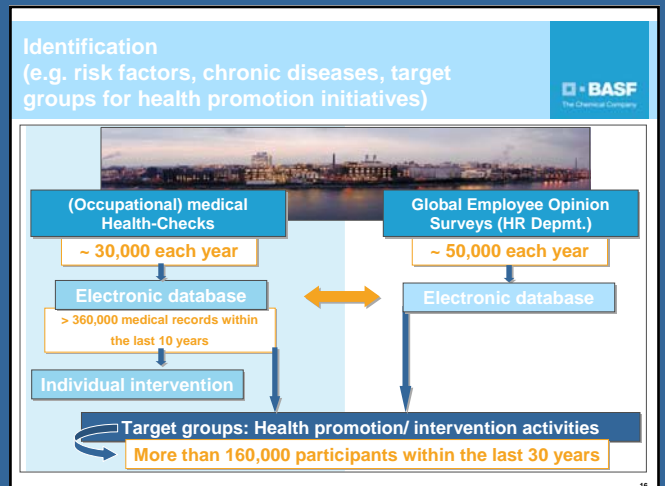 Identification
(e.g. risk factors, chronic diseases, target
groups for health promotion initiatives)
BASF
The Chemical Company
(Occupational) medical
Health-Checks
~ 30,000 each year
Electronic database
> 360,000 medical records within
the last 10 years
Individual intervention
Global Employee Opinion
Surveys (HR Depmt.)
~ 50,000 each year
Electronic database
Target groups: Health promotion/ intervention activities
More than 160,000 participants within the last 30 years
16